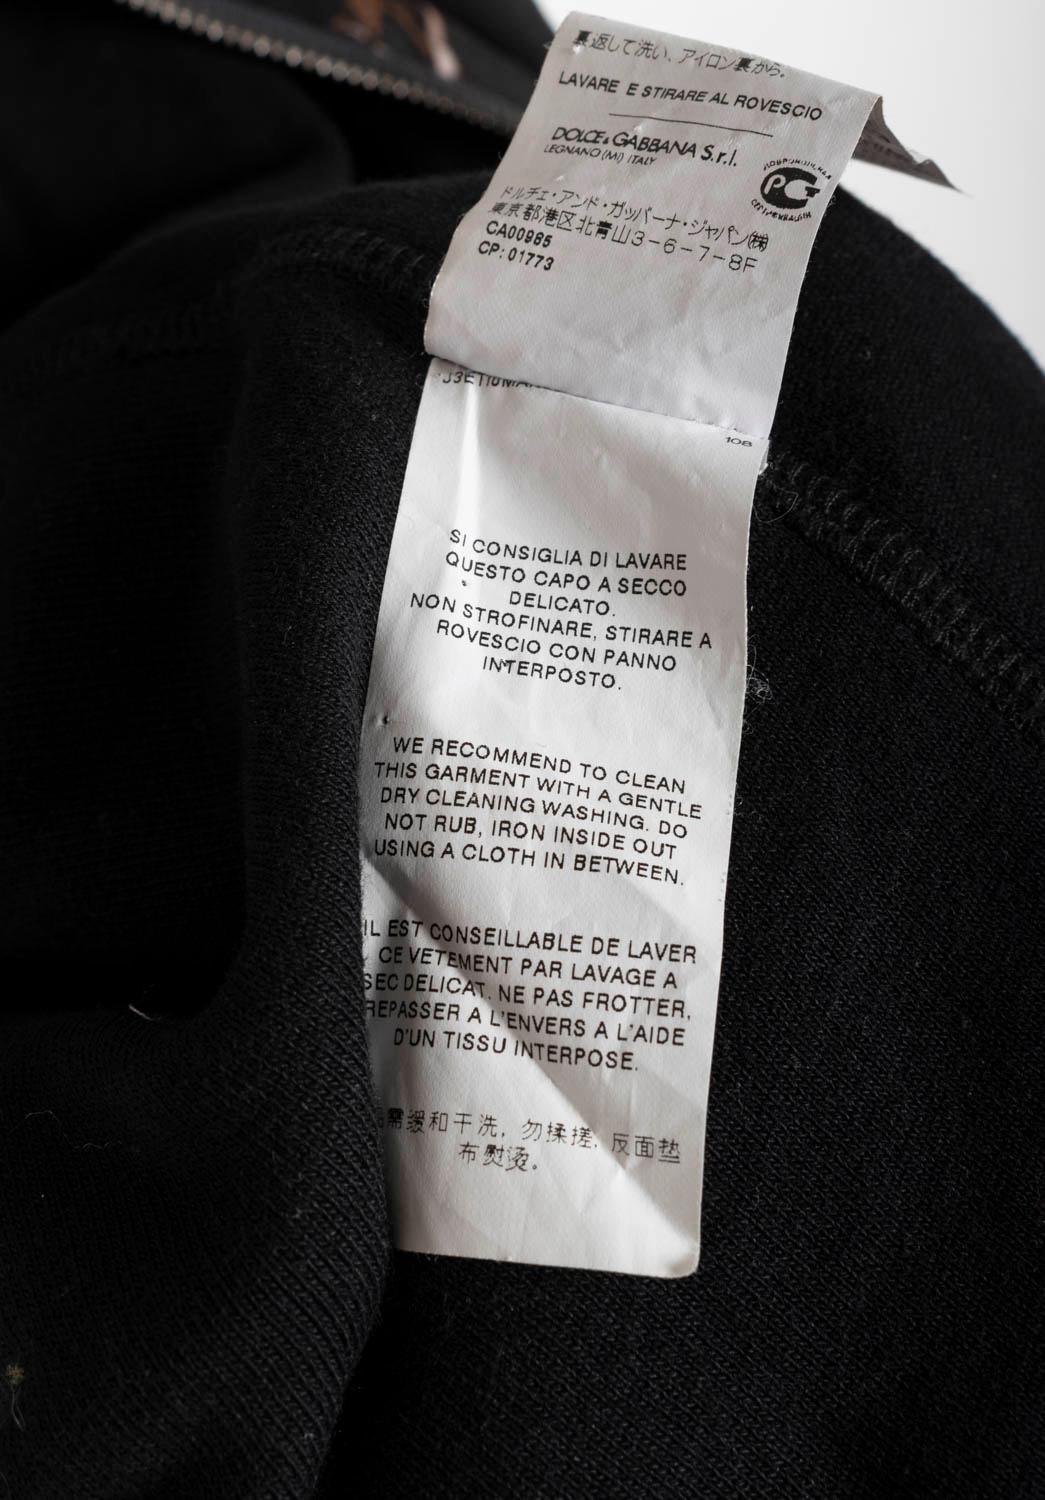 裏返して洗い、アイロン裏から。
LAVARE E STIRARE AL ROVESCIO
DOLCE & GABBANA S.r.l.
LEGNANO (MI) ITALY
ドルチェ・アンド・ガッバーナ・ジャパン㈱
東京都港区北青山3-6-7-8F
CA00985
CP: 01773
108
SI CONSIGLIA DI LAVARE
QUESTO CAPO A SECCO
DELICATO.
NON STROFINARE, STIRARE A
ROVESCIO CON PANNO
INTERPOSTO.
WE RECOMMEND TO CLEAN
THIS GARMENT WITH A GENTLE
DRY CLEANING WASHING. DO
NOT RUB, IRON INSIDE OUT
USING A CLOTH IN BETWEEN.
IL EST CONSEILLABLE DE LAVER
CE VETEMENT PAR LAVAGE A
SEC DELICAT. NE PAS FROTTER,
REPASSER A L'ENVERS A L'AIDE
D'UN TISSU INTERPOSE.
需缓和干洗, 勿揉搓, 反面垫
布熨烫。